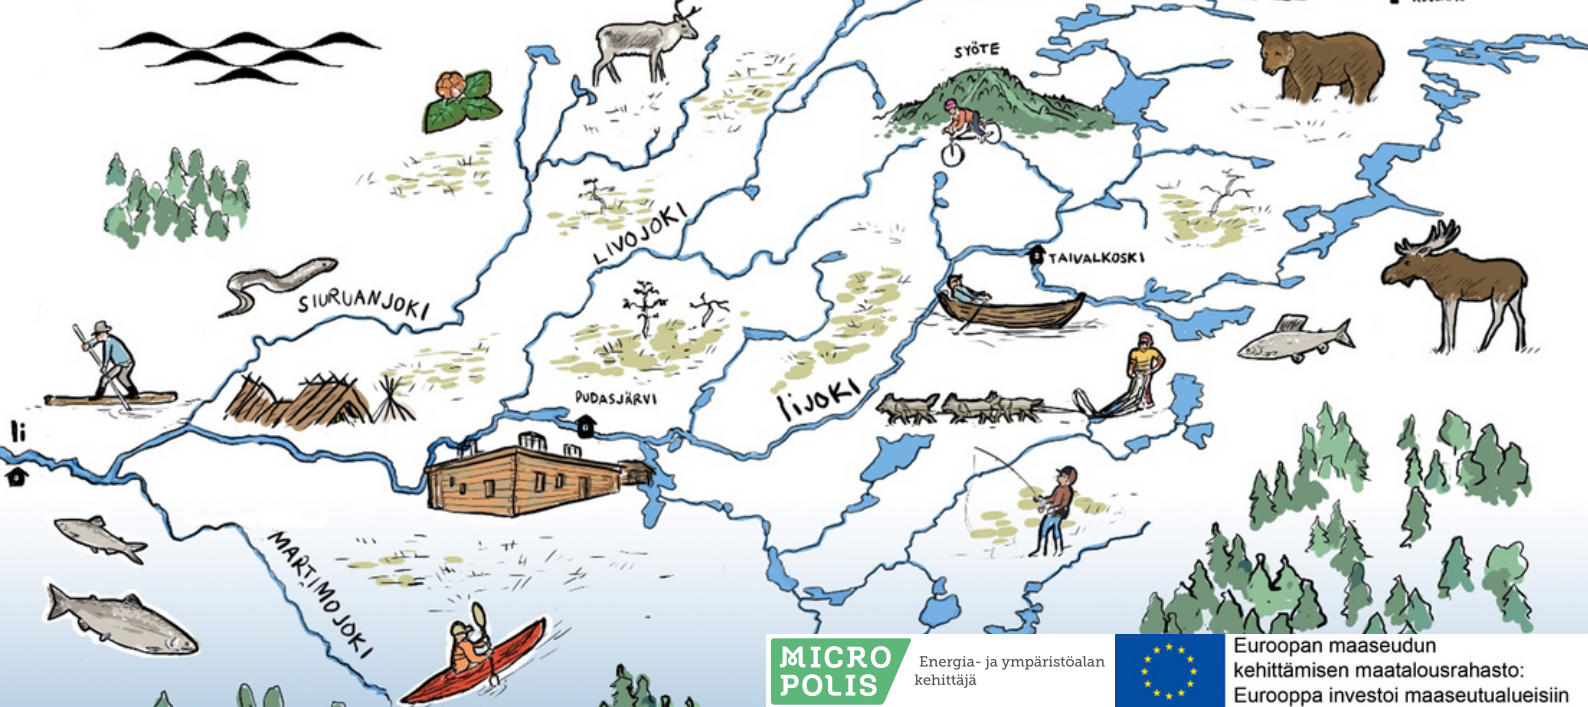 SYÖTE
LIVOJOKI
TAIVALKOSKI
SIURUANJOKI
PUDASJÄRVI
IIJOKI
Ii
MARTIMOJOKI
MICRO
POLIS
Energia- ja ympäristöalan
kehittäjä
Euroopan maaseudun
kehittämisen maatalousrahasto:
Eurooppa investoi maaseutualueisiin